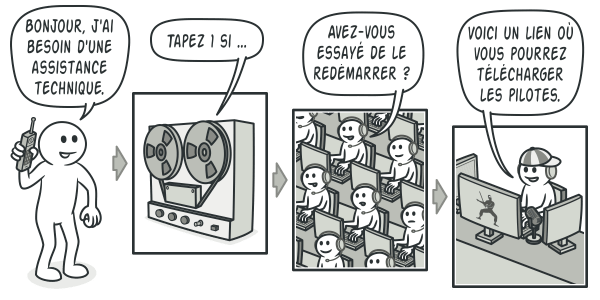 BONJOUR, J'AI
BESOIN D'UNE
ASSISTANCE
TECHNIQUE.
TAPEZ 1 SI ...
AVEZ-VOUS
ESSAYÉ DE LE
REDÉMARRER ?
VOICI UN LIEN OÙ
VOUS POURREZ
TÉLÉCHARGER
LES PILOTES.